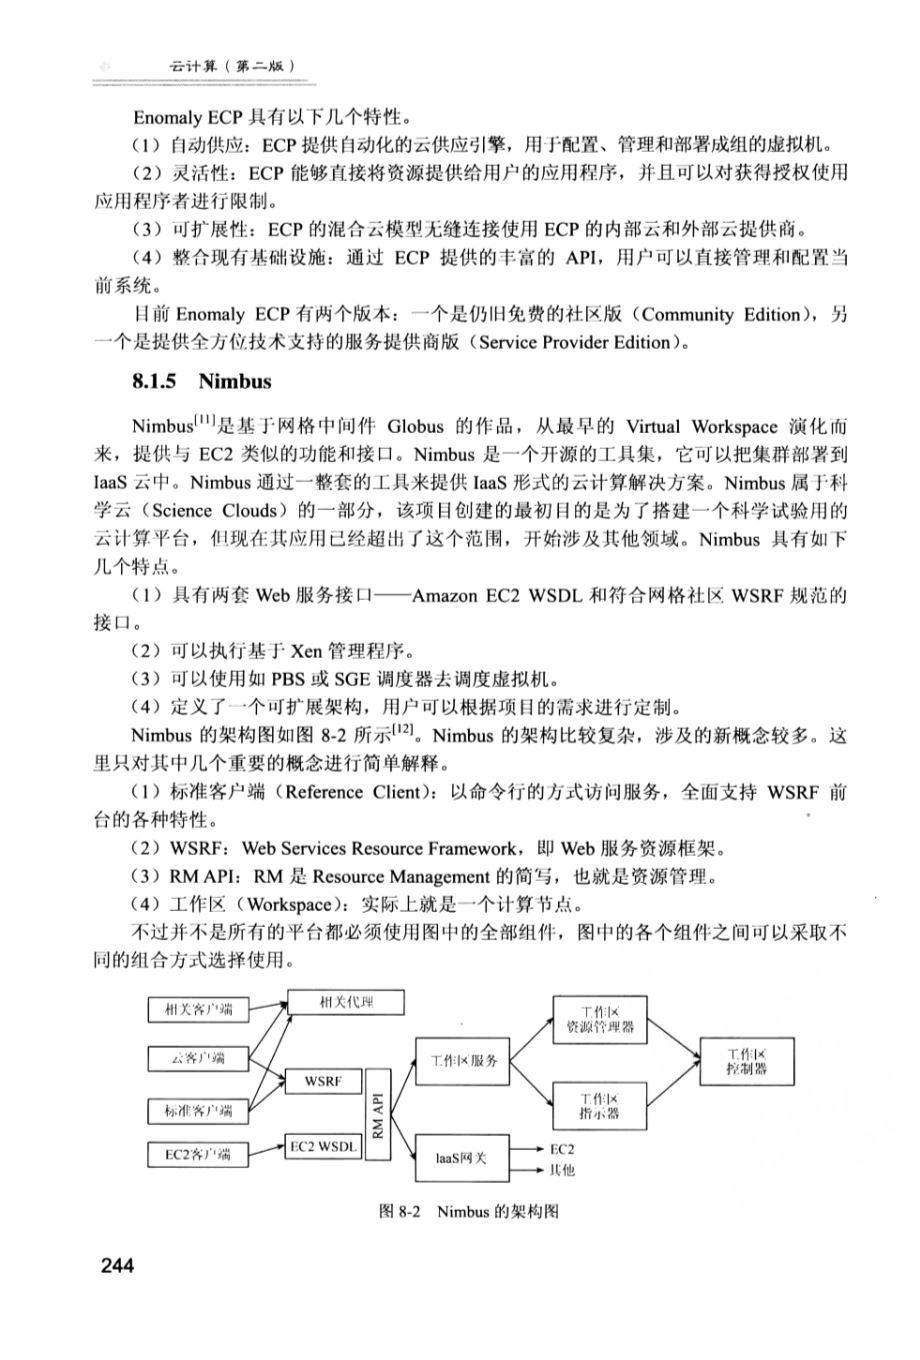 云计算（第二版）
Enomaly ECP 具有以下几个特性。
（1）自动供应：ECP 提供自动化的云供应引擎，用于配置、管理和部署成组的虚拟机。
（2）灵活性：ECP 能够直接将资源提供给用户的应用程序，并且可以对获得授权使用
应用程序者进行限制。
（3）可扩展性：ECP 的混合云模型无缝连接使用 ECP 的内部云和外部云提供商。
（4）整合现有基础设施：通过 ECP 提供的丰富的 API，用户可以直接管理和配置当
前系统。
目前 Enomaly ECP 有两个版本：一个是仍旧免费的社区版（Community Edition），另
一个是提供全方位技术支持的服务提供商版（Service Provider Edition）。
8.1.5 Nimbus
Nimbus[11]是基于网格中间件 Globus 的作品，从最早的 Virtual Workspace 演化而
来，提供与 EC2 类似的功能和接口。Nimbus 是一个开源的工具集，它可以把集群部署到
IaaS 云中。Nimbus 通过一整套的工具来提供 IaaS 形式的云计算解决方案。Nimbus 属于科
学云（Science Clouds）的一部分，该项目创建的最初目的是为了搭建一个科学试验用的
云计算平台，但现在其应用已经超出了这个范围，开始涉及其他领域。Nimbus 具有如下
几个特点。
（1）具有两套 Web 服务接口——Amazon EC2 WSDL 和符合网格社区 WSRF 规范的
接口。
（2）可以执行基于 Xen 管理程序。
（3）可以使用如 PBS 或 SGE 调度器去调度虚拟机。
（4）定义了一个可扩展架构，用户可以根据项目的需求进行定制。
Nimbus 的架构图如图 8-2 所示[12]。Nimbus 的架构比较复杂，涉及的新概念较多。这
里只对其中几个重要的概念进行简单解释。
（1）标准客户端（Reference Client）：以命令行的方式访问服务，全面支持 WSRF 前
台的各种特性。
（2）WSRF：Web Services Resource Framework，即 Web 服务资源框架。
（3）RM API：RM 是 Resource Management 的简写，也就是资源管理。
（4）工作区（Workspace）：实际上就是一个计算节点。
不过并不是所有的平台都必须使用图中的全部组件，图中的各个组件之间可以采取不
同的组合方式选择使用。
相关客户端
相关代理
云客户端
WSRF
标准客户端
EC2客户端
EC2 WSDL
RM API
工作区服务
IaaS网关
工作区
资源管理器
工作区
指示器
工作区
控制器
EC2
其他
图 8-2 Nimbus 的架构图
244